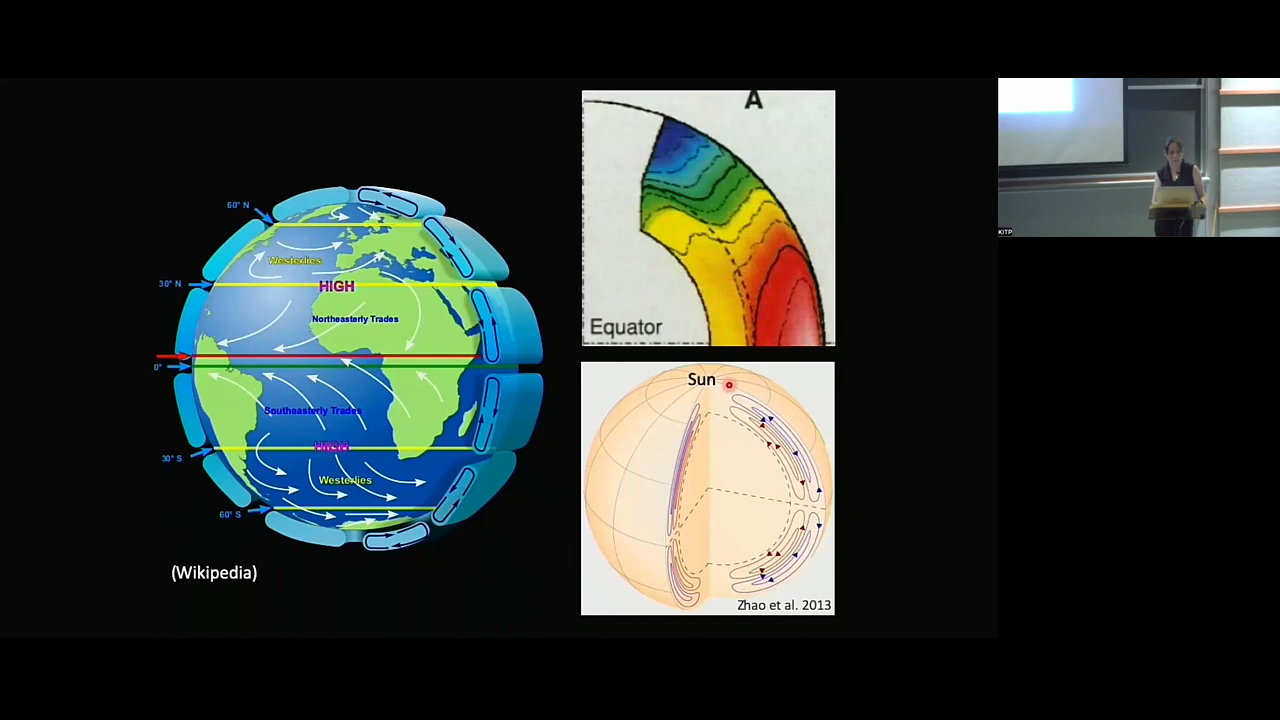 60° N
Westerlies
30° N
HIGH
Northeasterly Trades
0°
Southeasterly Trades
HIGH
30° S
Westerlies
60° S
(Wikipedia)
A
Equator
Sun
Zhao et al. 2013
KITP